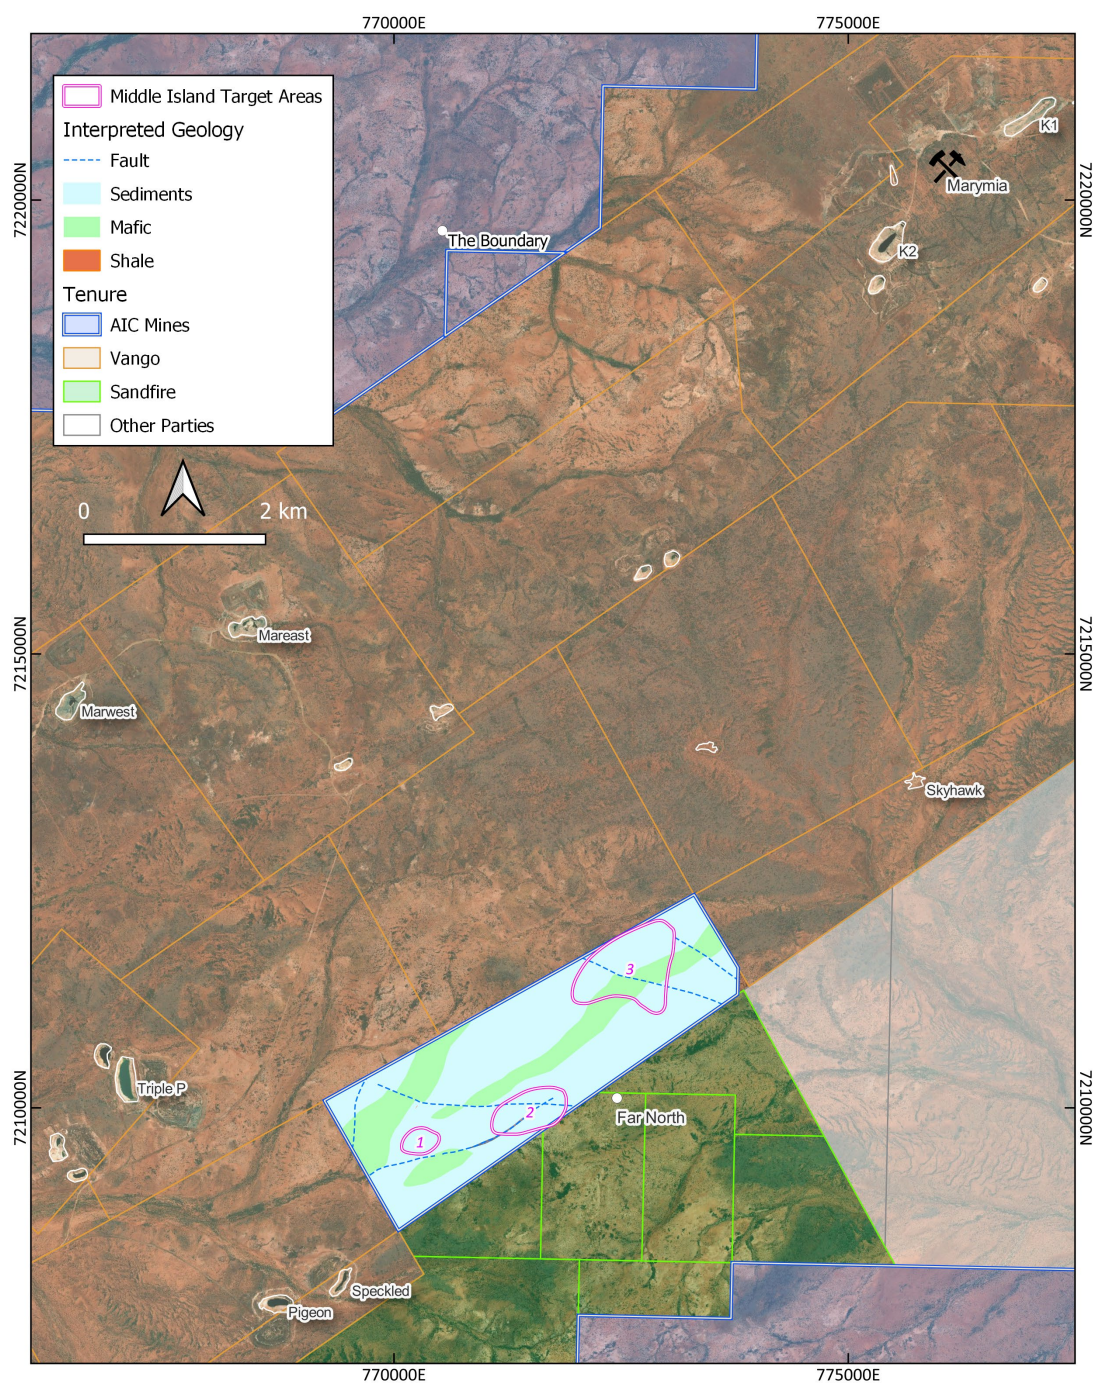 770000E
775000E
Middle Island Target Areas
Interpreted Geology
Fault
Sediments
Mafic
Shale
Tenure
AIC Mines
Vango
Sandfire
Other Parties
K1
Marymia
7220000N
7220000N
The Boundary
K2
0
2 km
Mareast
7215000N
7215000N
Marwest
Skyhawk
3
Triple P
2
Far North
7210000N
7210000N
1
Speckled
Pigeon
770000E
775000E